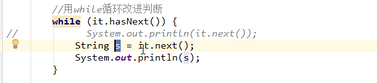 //用while循环改进判断
while (it.hasNext()) {
// System.out.println(it.next());
String s = it.next();
System.out.println(s);
}